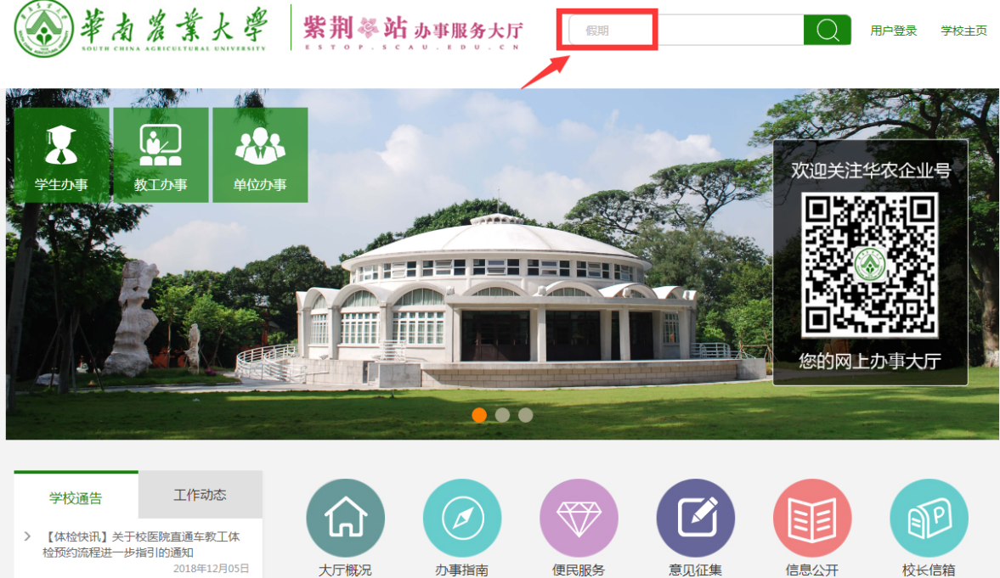 華南農業大學
SOUTH CHINA AGRICULTURAL UNIVERSITY
紫荆站 办事服务大厅
ESTOP.SCAU.EDU.CN
假期
用户登录
学校主页
学生办事
教工办事
单位办事
欢迎关注华农企业号
您的网上办事大厅
学校通告
工作动态
【体检快讯】关于校医院直通车教工体
检预约流程进一步指引的通知
2018年12月05日
大厅概况
办事指南
便民服务
意见征集
信息公开
校长信箱